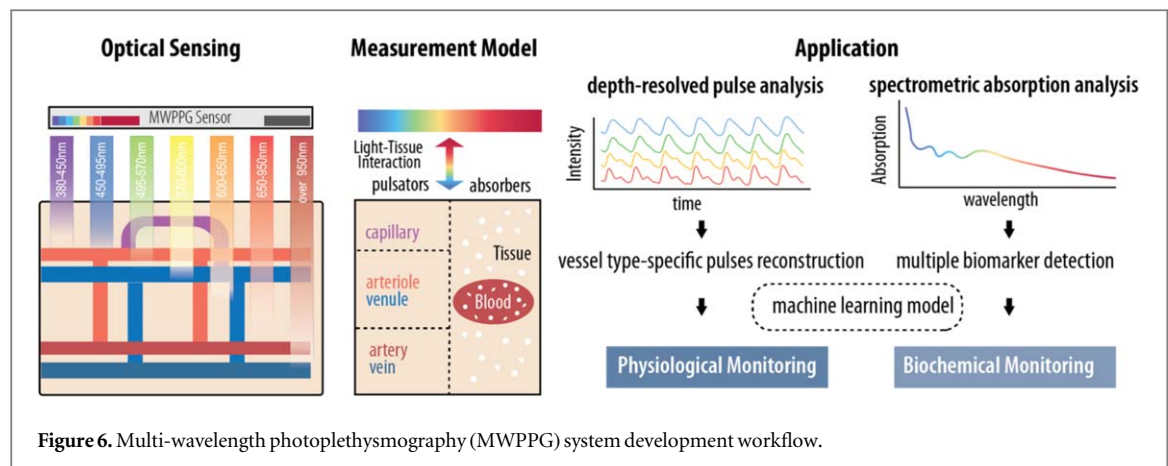 Optical Sensing
Measurement Model
Application
MWPPG Sensor
380-450nm
450-495nm
495-570nm
570-600nm
600-650nm
650-950nm
over 950nm
Light-Tissue
Interaction
pulsators
absorbers
capillary
arteriole
venule
artery
vein
Tissue
Blood
depth-resolved pulse analysis
Intensity
time
vessel type-specific pulses reconstruction
spectrometric absorption analysis
Absorption
wavelength
multiple biomarker detection
machine learning model
Physiological Monitoring
Biochemical Monitoring
Figure 6. Multi-wavelength photoplethysmography (MWPPG) system development workflow.